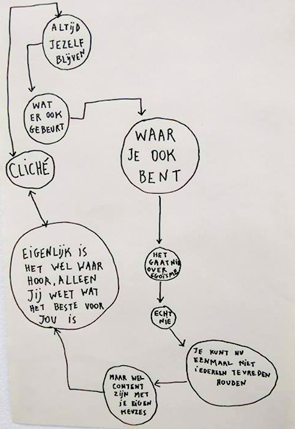 ALTIJD
JEZELF
BLIJVEN
WAT
ER OOK
GEBEURT
WAAR
JE OOK
BENT
HET
GAAT NIE
OVER
EGOÏSME
ECHT
NIE
JE KUNT NU
EENMAAL NIET
IEDEREEN TEVREDEN
HOUDEN
MAAR WEL
CONTENT
ZIJN MET
JE EIGEN
KEUZES
EIGENLIJK IS
HET WEL WAAR
HOOR, ALLEEN
JIJ WEET WAT
HET BESTE VOOR
JOU IS
CLICHÉ